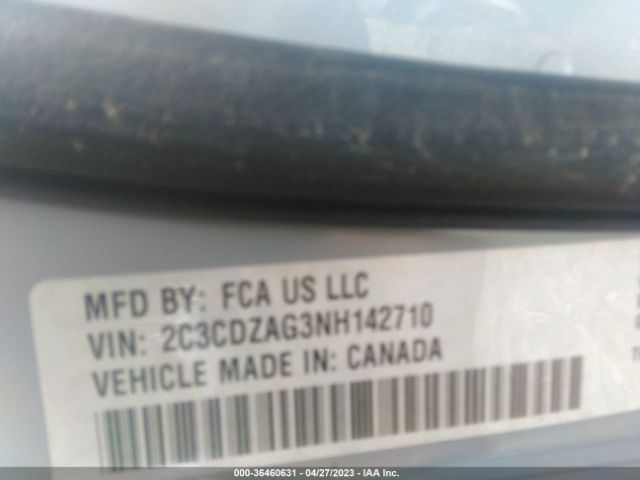 MFD BY: FCA US LLC
VIN: 2C3CDZAG3NH142710
VEHICLE MADE IN: CANADA
000-36460631 - 04/27/2023 - IAA Inc.